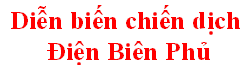 Diễn biến chiến dịch
Điện Biên Phủ